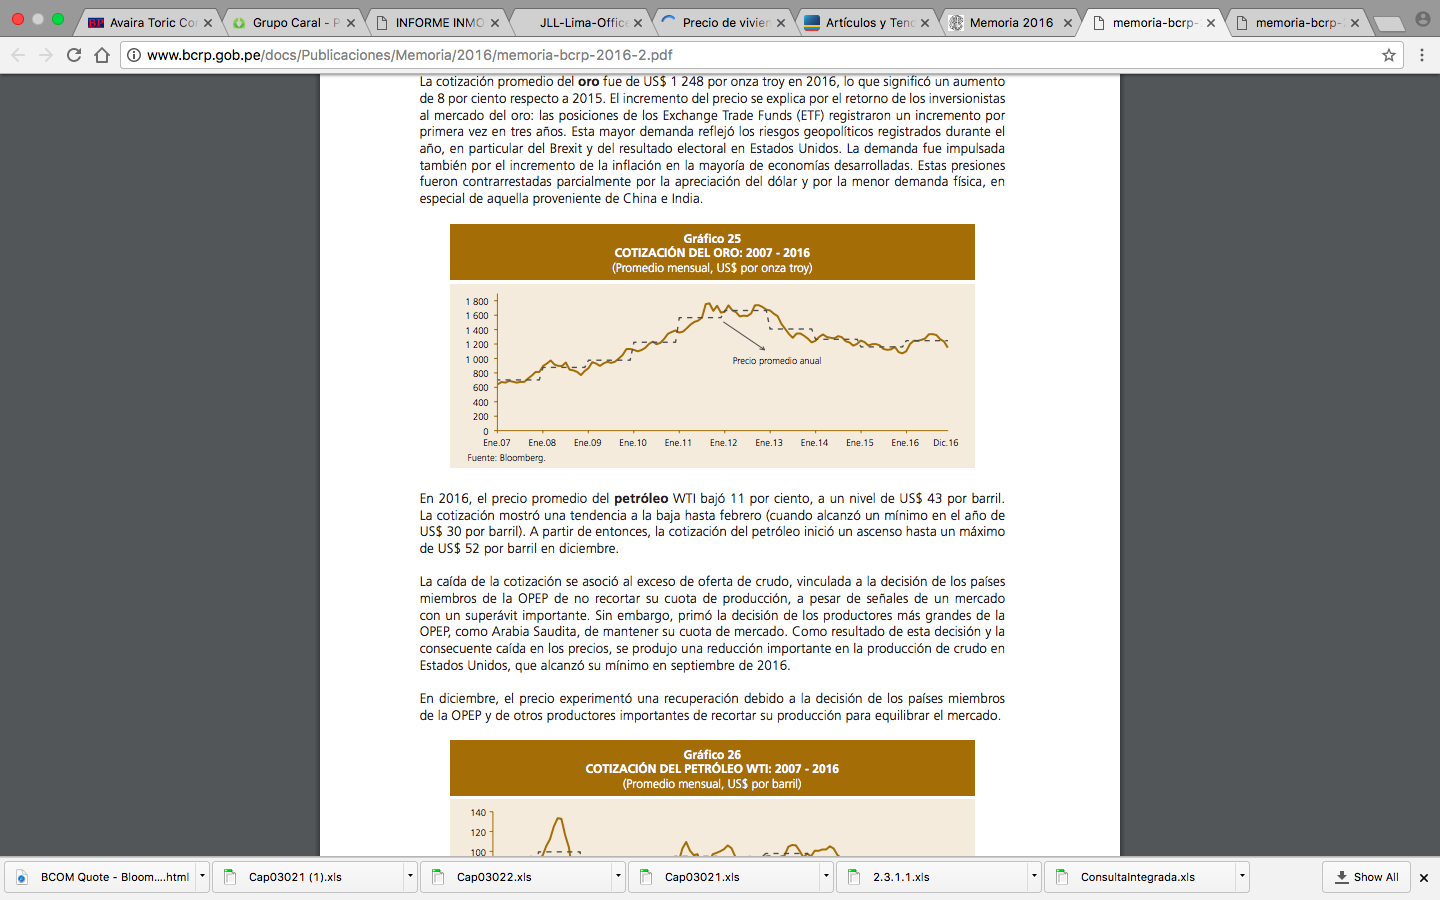 Avaira Toric Co
Grupo Caral - P
INFORME INMO
JLL-Lima-Office
Precio de vivien
Artículos y Tend
Memoria 2016
memoria-bcrp-
memoria-bcrp-
www.bcrp.gob.pe/docs/Publicaciones/Memoria/2016/memoria-bcrp-2016-2.pdf
La cotización promedio del oro fue de US$ 1 248 por onza troy en 2016, lo que significó un aumento
de 8 por ciento respecto a 2015. El incremento del precio se explica por el retorno de los inversionistas
al mercado del oro: las posiciones de los Exchange Trade Funds (ETF) registraron un incremento por
primera vez en tres años. Esta mayor demanda reflejó los riesgos geopolíticos registrados durante el
año, en particular del Brexit y del resultado electoral en Estados Unidos. La demanda fue impulsada
también por el incremento de la inflación en la mayoría de economías desarrolladas. Estas presiones
fueron contrarrestadas parcialmente por la apreciación del dólar y por la menor demanda física, en
especial de aquella proveniente de China e India.
Gráfico 25
COTIZACIÓN DEL ORO: 2007 - 2016
(Promedio mensual, US$ por onza troy)
1 800
1 600
1 400
1 200
1 000
800
600
400
200
0
Precio promedio anual
Ene.07 Ene.08 Ene.09 Ene.10 Ene.11 Ene.12 Ene.13 Ene.14 Ene.15 Ene.16 Dic.16
Fuente: Bloomberg.
En 2016, el precio promedio del petróleo WTI bajó 11 por ciento, a un nivel de US$ 43 por barril.
La cotización mostró una tendencia a la baja hasta febrero (cuando alcanzó un mínimo en el año de
US$ 30 por barril). A partir de entonces, la cotización del petróleo inició un ascenso hasta un máximo
de US$ 52 por barril en diciembre.
La caída de la cotización se asoció al exceso de oferta de crudo, vinculada a la decisión de los países
miembros de la OPEP de no recortar su cuota de producción, a pesar de señales de un mercado
con un superávit importante. Sin embargo, primó la decisión de los productores más grandes de la
OPEP, como Arabia Saudita, de mantener su cuota de mercado. Como resultado de esta decisión y la
consecuente caída en los precios, se produjo una reducción importante en la producción de crudo en
Estados Unidos, que alcanzó su mínimo en septiembre de 2016.
En diciembre, el precio experimentó una recuperación debido a la decisión de los países miembros
de la OPEP y de otros productores importantes de recortar su producción para equilibrar el mercado.
Gráfico 26
COTIZACIÓN DEL PETRÓLEO WTI: 2007 - 2016
(Promedio mensual, US$ por barril)
140
120
100
BCOM Quote - Bloom....html
Cap03021 (1).xls
Cap03022.xls
Cap03021.xls
2.3.1.1.xls
ConsultaIntegrada.xls
Show All